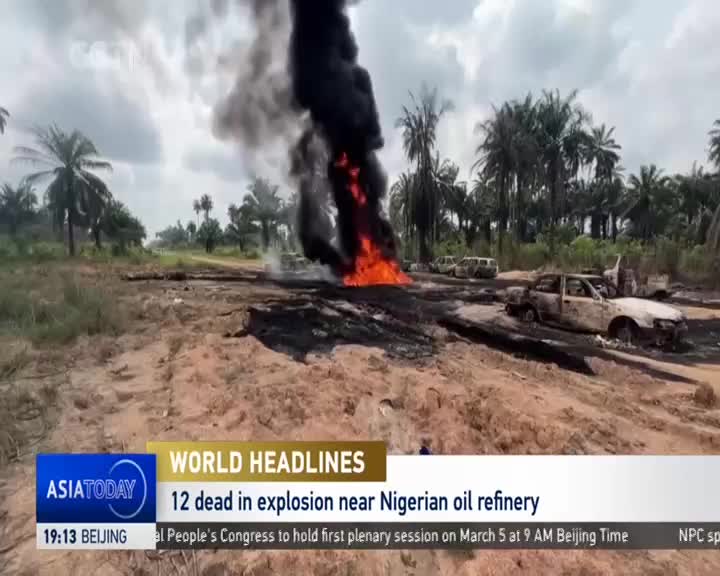 WORLD HEADLINES
ASIATODAY
12 dead in explosion near Nigerian oil refinery
19:13 BEIJING
al People's Congress to hold first plenary session on March 5 at 9 AM Beijing Time NPC sp